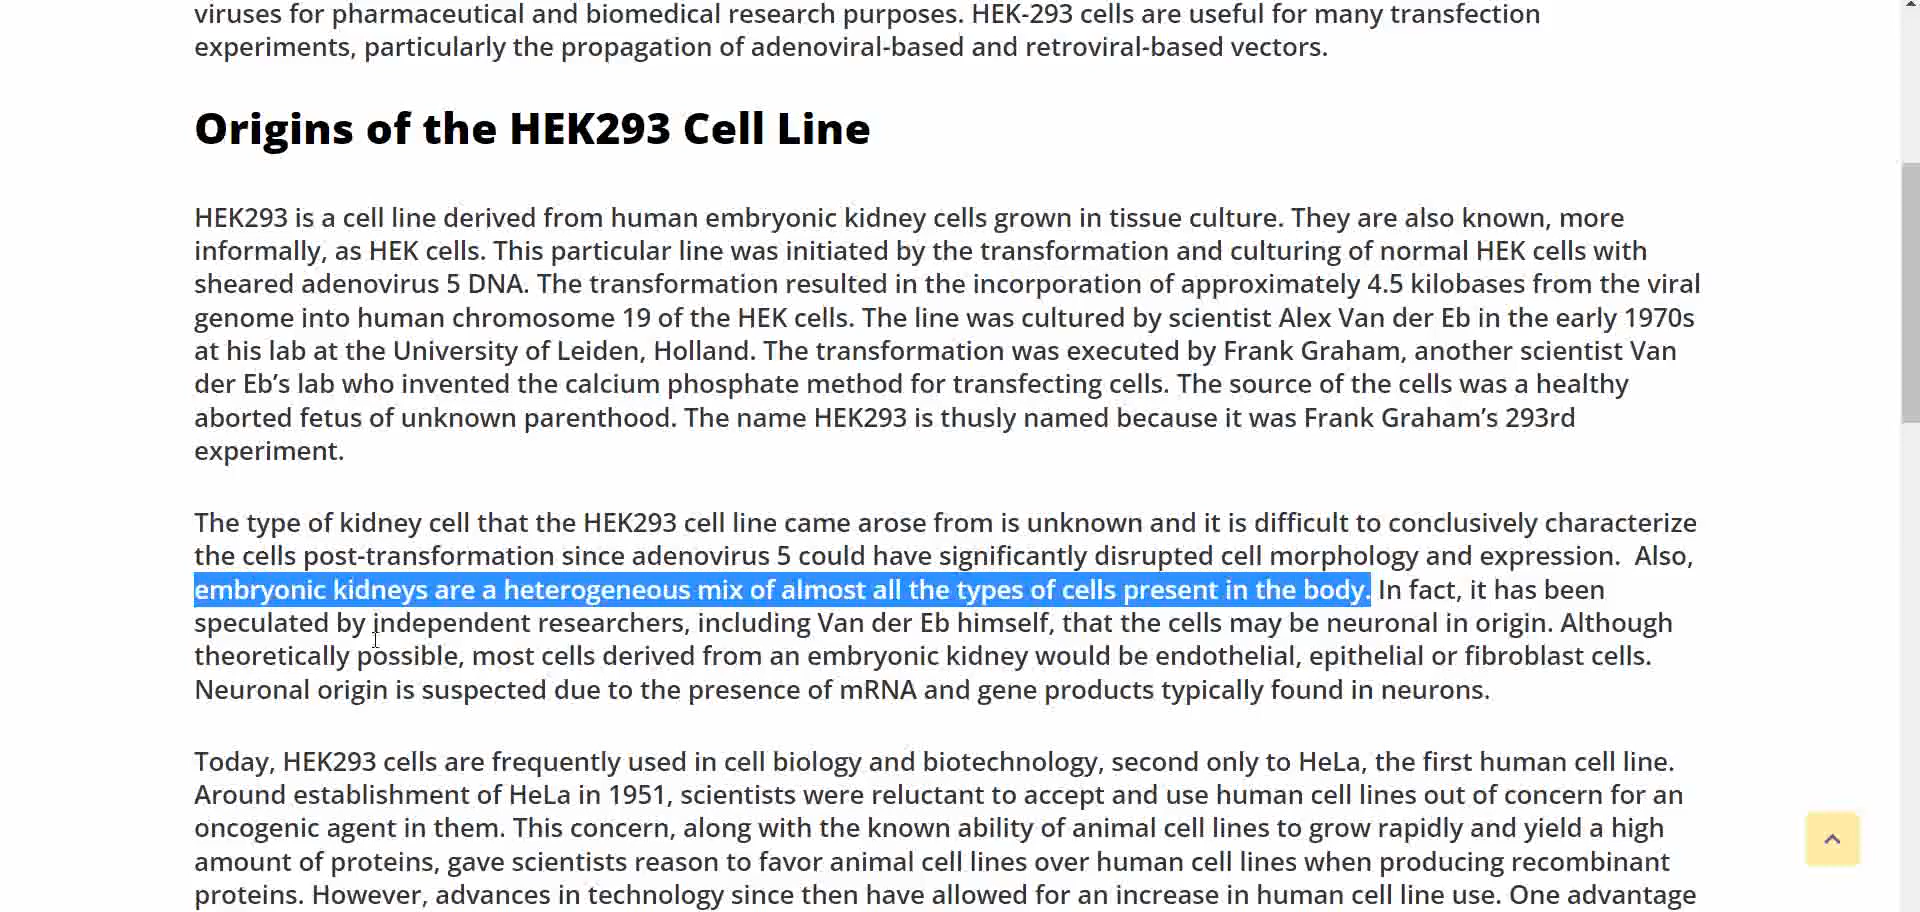 viruses for pharmaceutical and biomedical research purposes. HEK-293 cells are useful for many transfection
experiments, particularly the propagation of adenoviral-based and retroviral-based vectors.
Origins of the HEK293 Cell Line
HEK293 is a cell line derived from human embryonic kidney cells grown in tissue culture. They are also known, more
informally, as HEK cells. This particular line was initiated by the transformation and culturing of normal HEK cells with
sheared adenovirus 5 DNA. The transformation resulted in the incorporation of approximately 4.5 kilobases from the viral
genome into human chromosome 19 of the HEK cells. The line was cultured by scientist Alex Van der Eb in the early 1970s
at his lab at the University of Leiden, Holland. The transformation was executed by Frank Graham, another scientist Van
der Eb’s lab who invented the calcium phosphate method for transfecting cells. The source of the cells was a healthy
aborted fetus of unknown parenthood. The name HEK293 is thusly named because it was Frank Graham’s 293rd
experiment.
The type of kidney cell that the HEK293 cell line came arose from is unknown and it is difficult to conclusively characterize
the cells post-transformation since adenovirus 5 could have significantly disrupted cell morphology and expression.  Also,
embryonic kidneys are a heterogeneous mix of almost all the types of cells present in the body. In fact, it has been
speculated by independent researchers, including Van der Eb himself, that the cells may be neuronal in origin. Although
theoretically possible, most cells derived from an embryonic kidney would be endothelial, epithelial or fibroblast cells.
Neuronal origin is suspected due to the presence of mRNA and gene products typically found in neurons.
Today, HEK293 cells are frequently used in cell biology and biotechnology, second only to HeLa, the first human cell line.
Around establishment of HeLa in 1951, scientists were reluctant to accept and use human cell lines out of concern for an
oncogenic agent in them. This concern, along with the known ability of animal cell lines to grow rapidly and yield a high
amount of proteins, gave scientists reason to favor animal cell lines over human cell lines when producing recombinant
proteins. However, advances in technology since then have allowed for an increase in human cell line use. One advantage